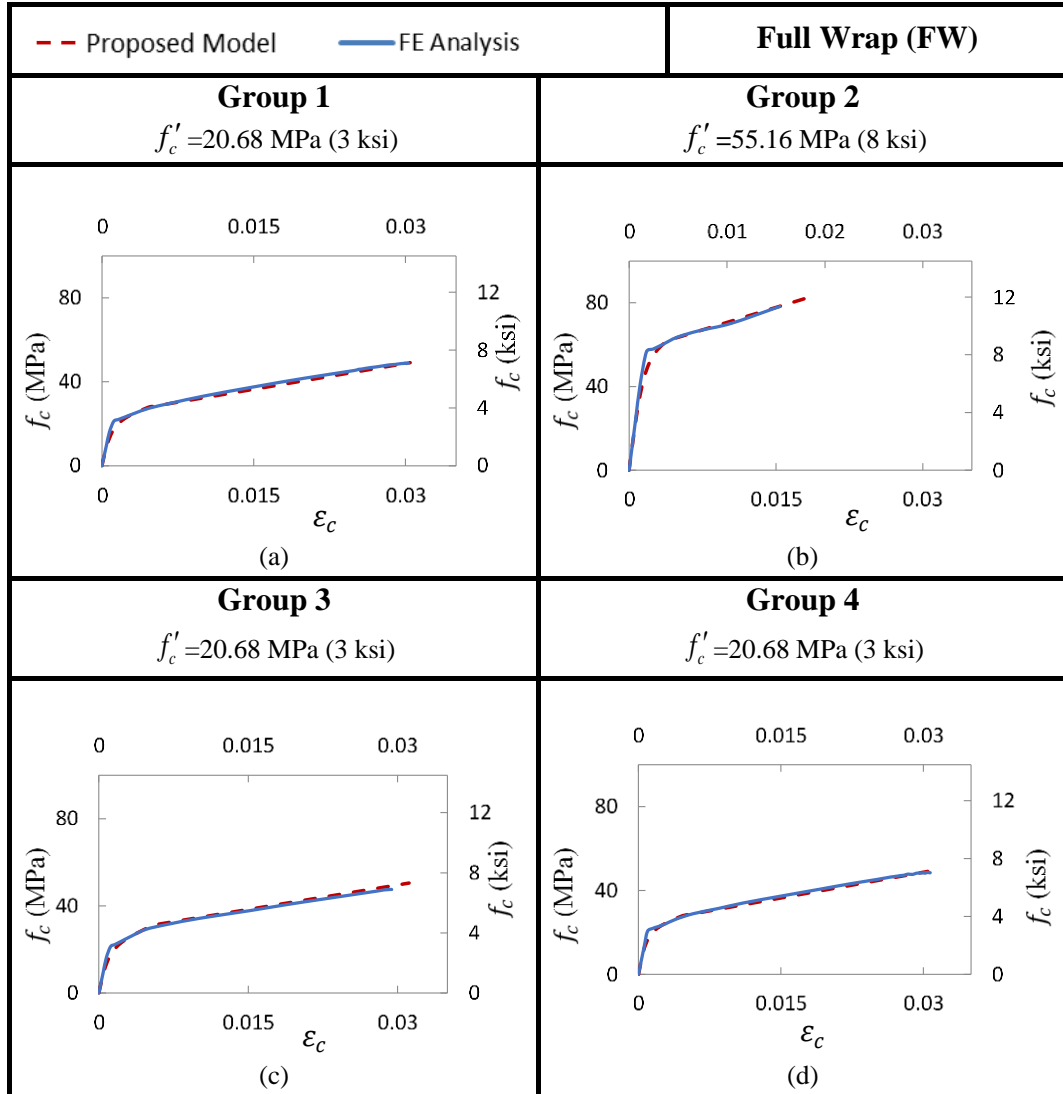 Proposed Model FE Analysis Full Wrap (FW)
Group 1 Group 2
f′c =20.68 MPa (3 ksi) f′c =55.16 MPa (8 ksi)
0 0.015 0.03
80 12
40 8
4
0 0
fc (MPa) fc (ksi)
0 0.015 0.03
εc
(a)
0 0.01 0.02 0.03
80 12
40 8
4
0 0
fc (MPa) fc (ksi)
0 0.015 0.03
εc
(b)
Group 3 Group 4
f′c =20.68 MPa (3 ksi) f′c =20.68 MPa (3 ksi)
0 0.015 0.03
80 12
40 8
4
0 0
fc (MPa) fc (ksi)
0 0.015 0.03
εc
(c)
0 0.015 0.03
80 12
40 8
4
0 0
fc (MPa) fc (ksi)
0 0.015 0.03
εc
(d)